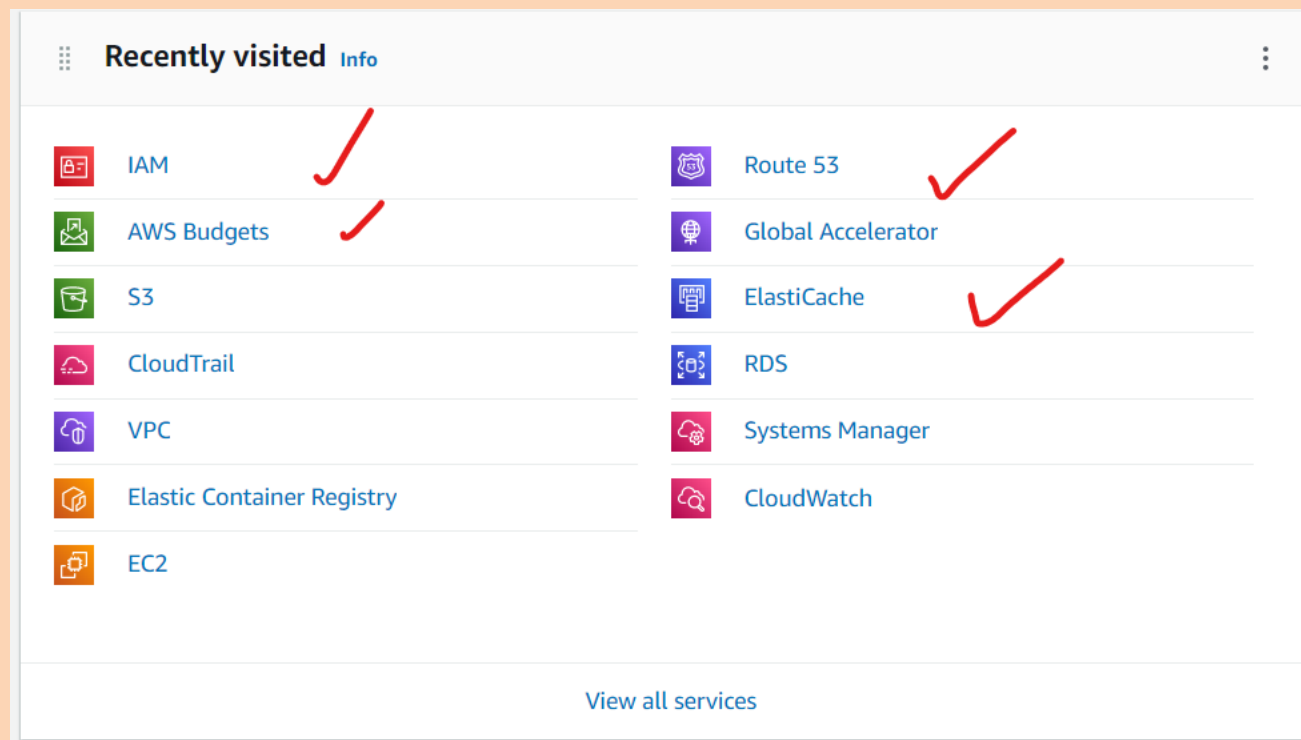 Recently visited Info
IAM
AWS Budgets
S3
CloudTrail
VPC
Elastic Container Registry
EC2
Route 53
Global Accelerator
ElastiCache
RDS
Systems Manager
CloudWatch
View all services